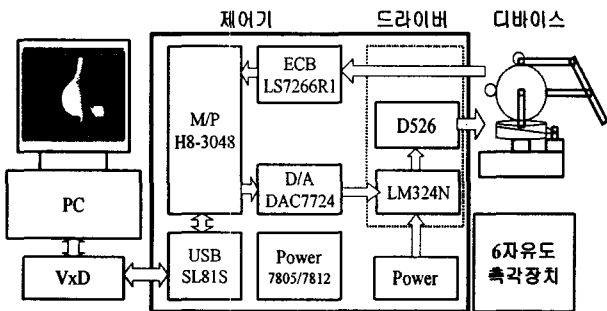 제어기
드라이버
디바이스
ECB
LS7266R1
M/P
H8-3048
D526
D/A
DAC7724
LM324N
PC
USB
SL81S
Power
7805/7812
Power
VxD
6자유도
촉각장치